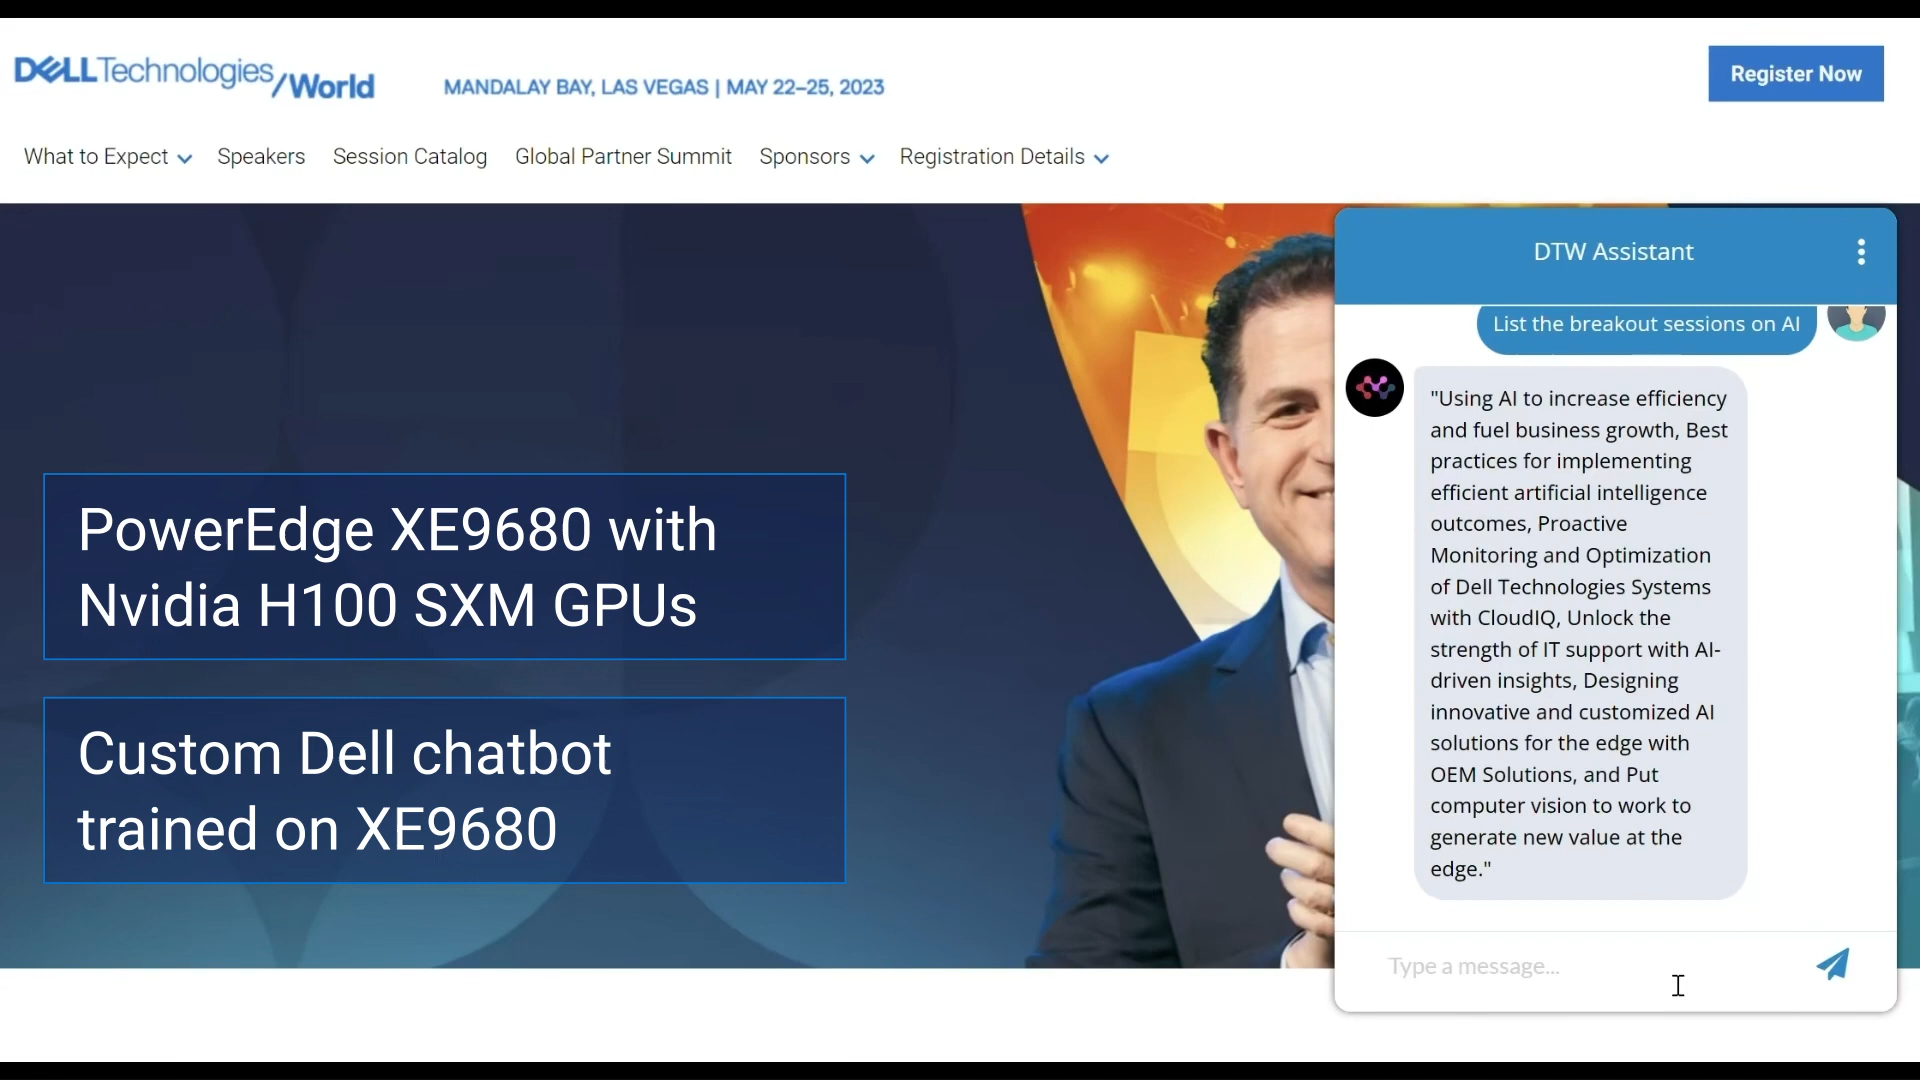 DELLTechnologies/World
MANDALAY BAY, LAS VEGAS | MAY 22–25, 2023
Register Now
What to Expect
Speakers
Session Catalog
Global Partner Summit
Sponsors
Registration Details
PowerEdge XE9680 with
Nvidia H100 SXM GPUs
Custom Dell chatbot
trained on XE9680
DTW Assistant
List the breakout sessions on AI
"Using AI to increase efficiency
and fuel business growth, Best
practices for implementing
efficient artificial intelligence
outcomes, Proactive
Monitoring and Optimization
of Dell Technologies Systems
with CloudIQ, Unlock the
strength of IT support with AI-
driven insights, Designing
innovative and customized AI
solutions for the edge with
OEM Solutions, and Put
computer vision to work to
generate new value at the
edge."
Type a message...